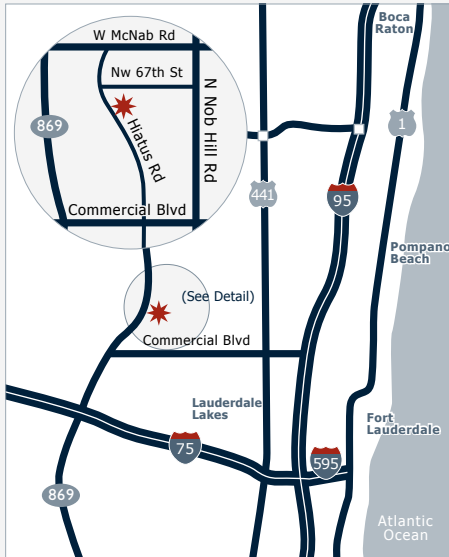 Boca
Raton
W McNab Rd
Nw 67th St
N Nob Hill Rd
869
Hiatus Rd
1
441
95
Commercial Blvd
Pompano
Beach
(See Detail)
Commercial Blvd
Lauderdale
Lakes
Fort
Lauderdale
75
595
869
Atlantic
Ocean